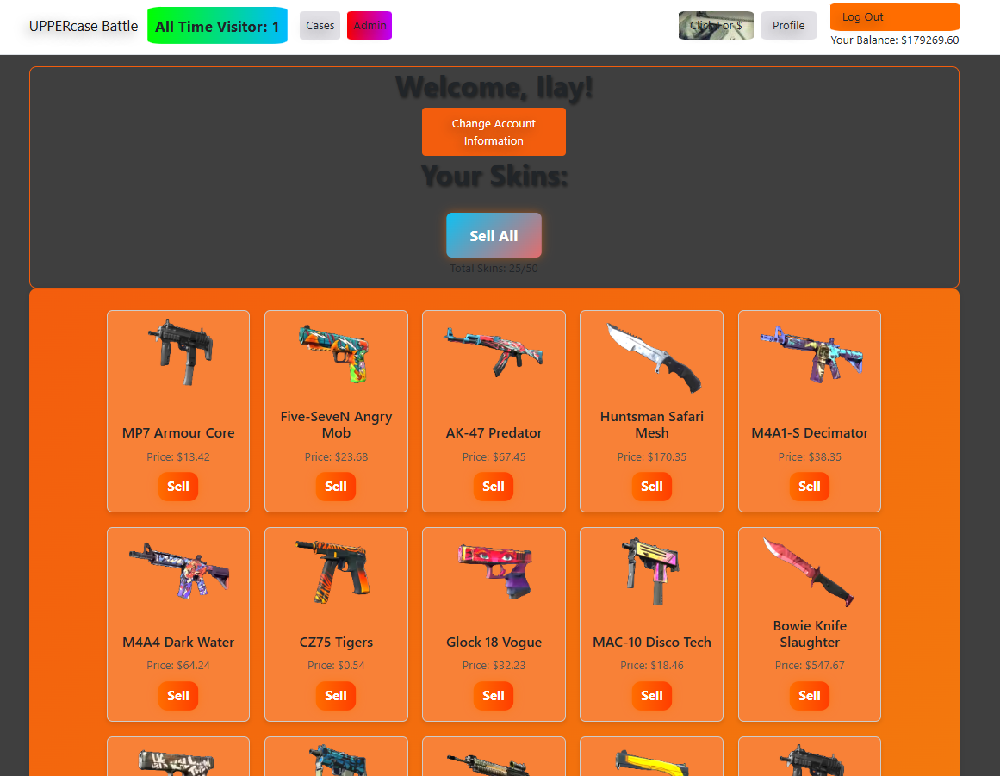 UPPERcase Battle
All Time Visitor: 1
Cases
Admin
Click For $
Profile
Log Out
Your Balance: $179269.60
Welcome, Ilay!
Change Account
Information
Your Skins:
Sell All
Total Skins: 25/50
MP7 Armour Core
Price: $13.42
Sell
Five-SeveN Angry
Mob
Price: $23.68
Sell
AK-47 Predator
Price: $67.45
Sell
Huntsman Safari
Mesh
Price: $170.35
Sell
M4A1-S Decimator
Price: $38.35
Sell
M4A4 Dark Water
Price: $64.24
Sell
CZ75 Tigers
Price: $0.54
Sell
Glock 18 Vogue
Price: $32.23
Sell
MAC-10 Disco Tech
Price: $18.46
Sell
Bowie Knife
Slaughter
Price: $547.67
Sell